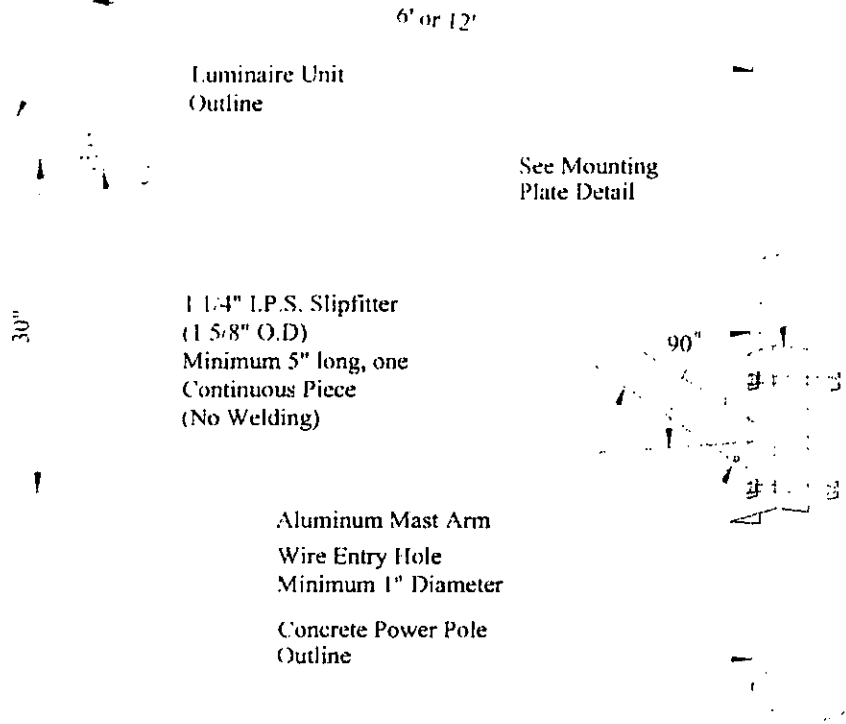 6' or 12'
Luminaire Unit
Outline
See Mounting
Plate Detail
30"
1 1/4" I.P.S. Slipfitter
(1 5/8" O.D)
Minimum 5" long, one
Continuous Piece
(No Welding)
90"
Aluminum Mast Arm
Wire Entry Hole
Minimum 1" Diameter
Concrete Power Pole
Outline